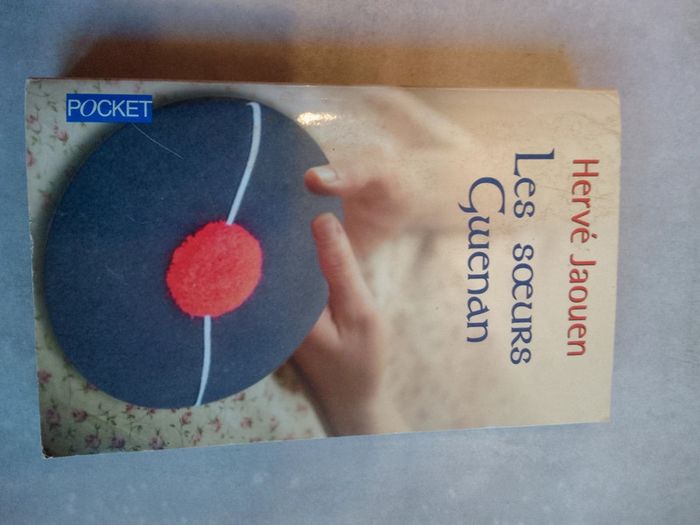 Hervé Jaouen
Les sœurs
Gwenan
POCKET